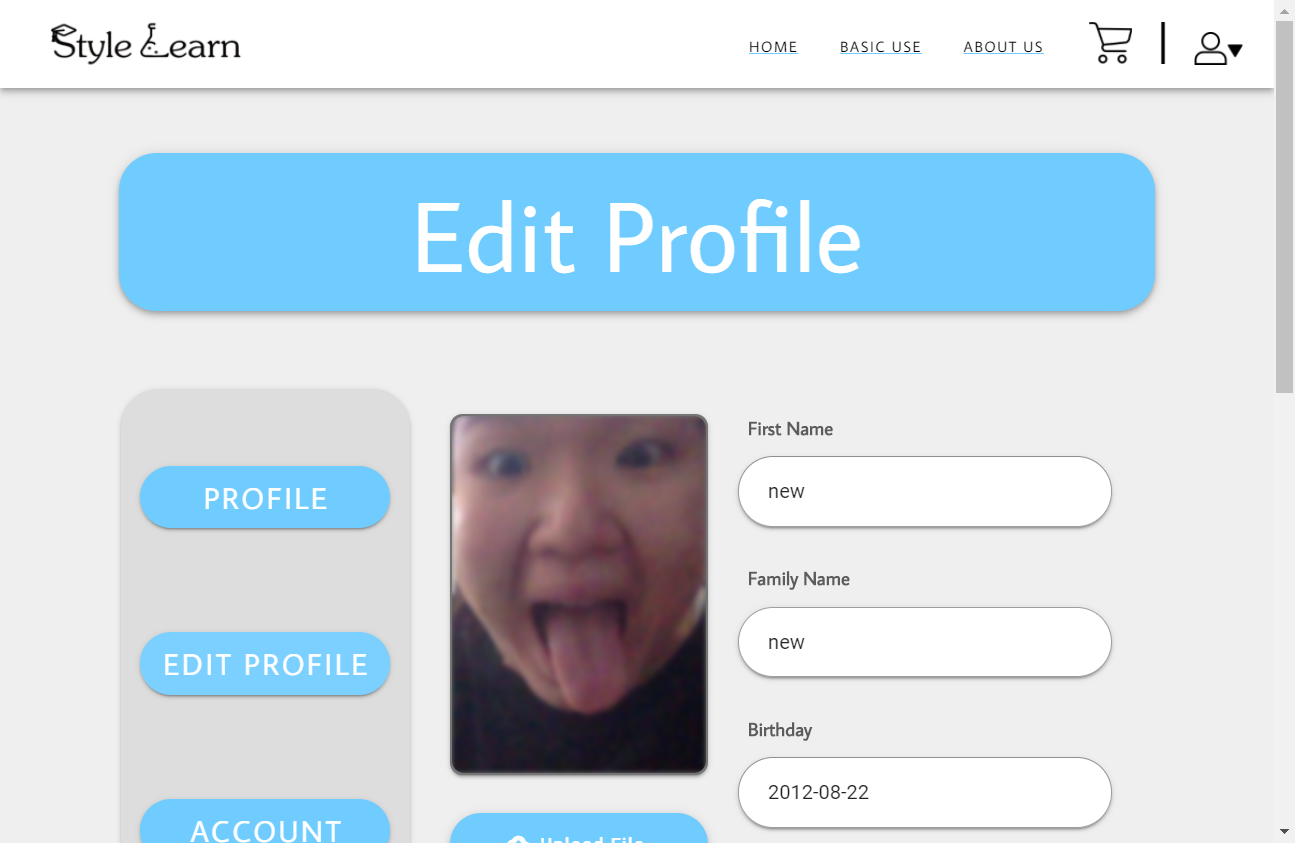 Style Learn
HOME BASIC USE ABOUT US
Edit Profile
PROFILE
EDIT PROFILE
ACCOUNT
Upload File
First Name
new
Family Name
new
Birthday
2012-08-22